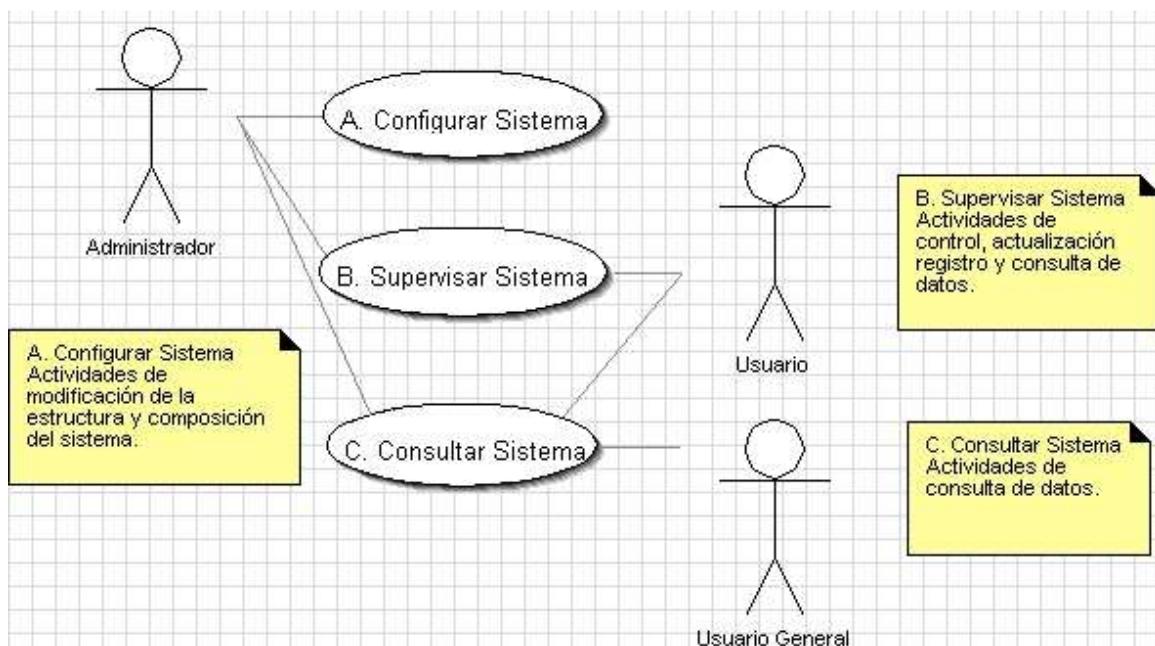 A. Configurar Sistema
Administrador
B. Supervisar Sistema
Usuario
B. Supervisar Sistema
Actividades de
control, actualización
registro y consulta de
datos.
A. Configurar Sistema
Actividades de
modificación de la
estructura y composición
del sistema.
C. Consultar Sistema
Usuario General
C. Consultar Sistema
Actividades de
consulta de datos.